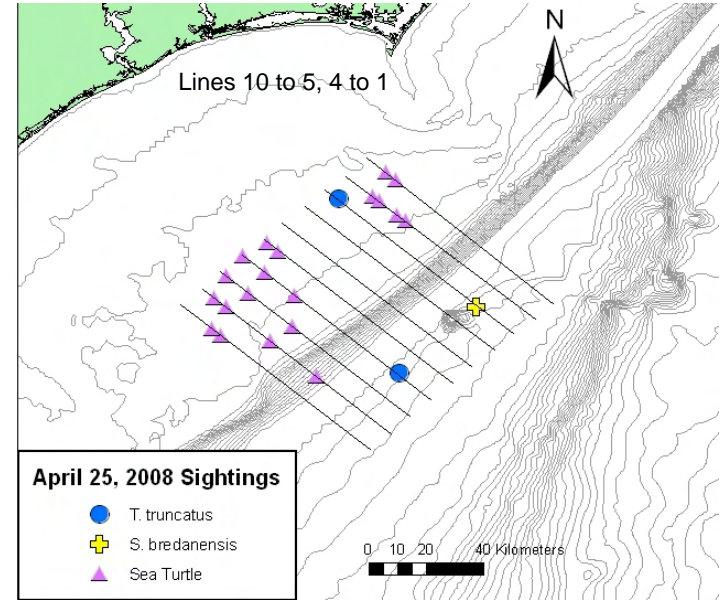 N
Lines 10 to 5, 4 to 1
April 25, 2008 Sightings
T. truncatus
S. bredanensis
Sea Turtle
0 10 20 40 Kilometers